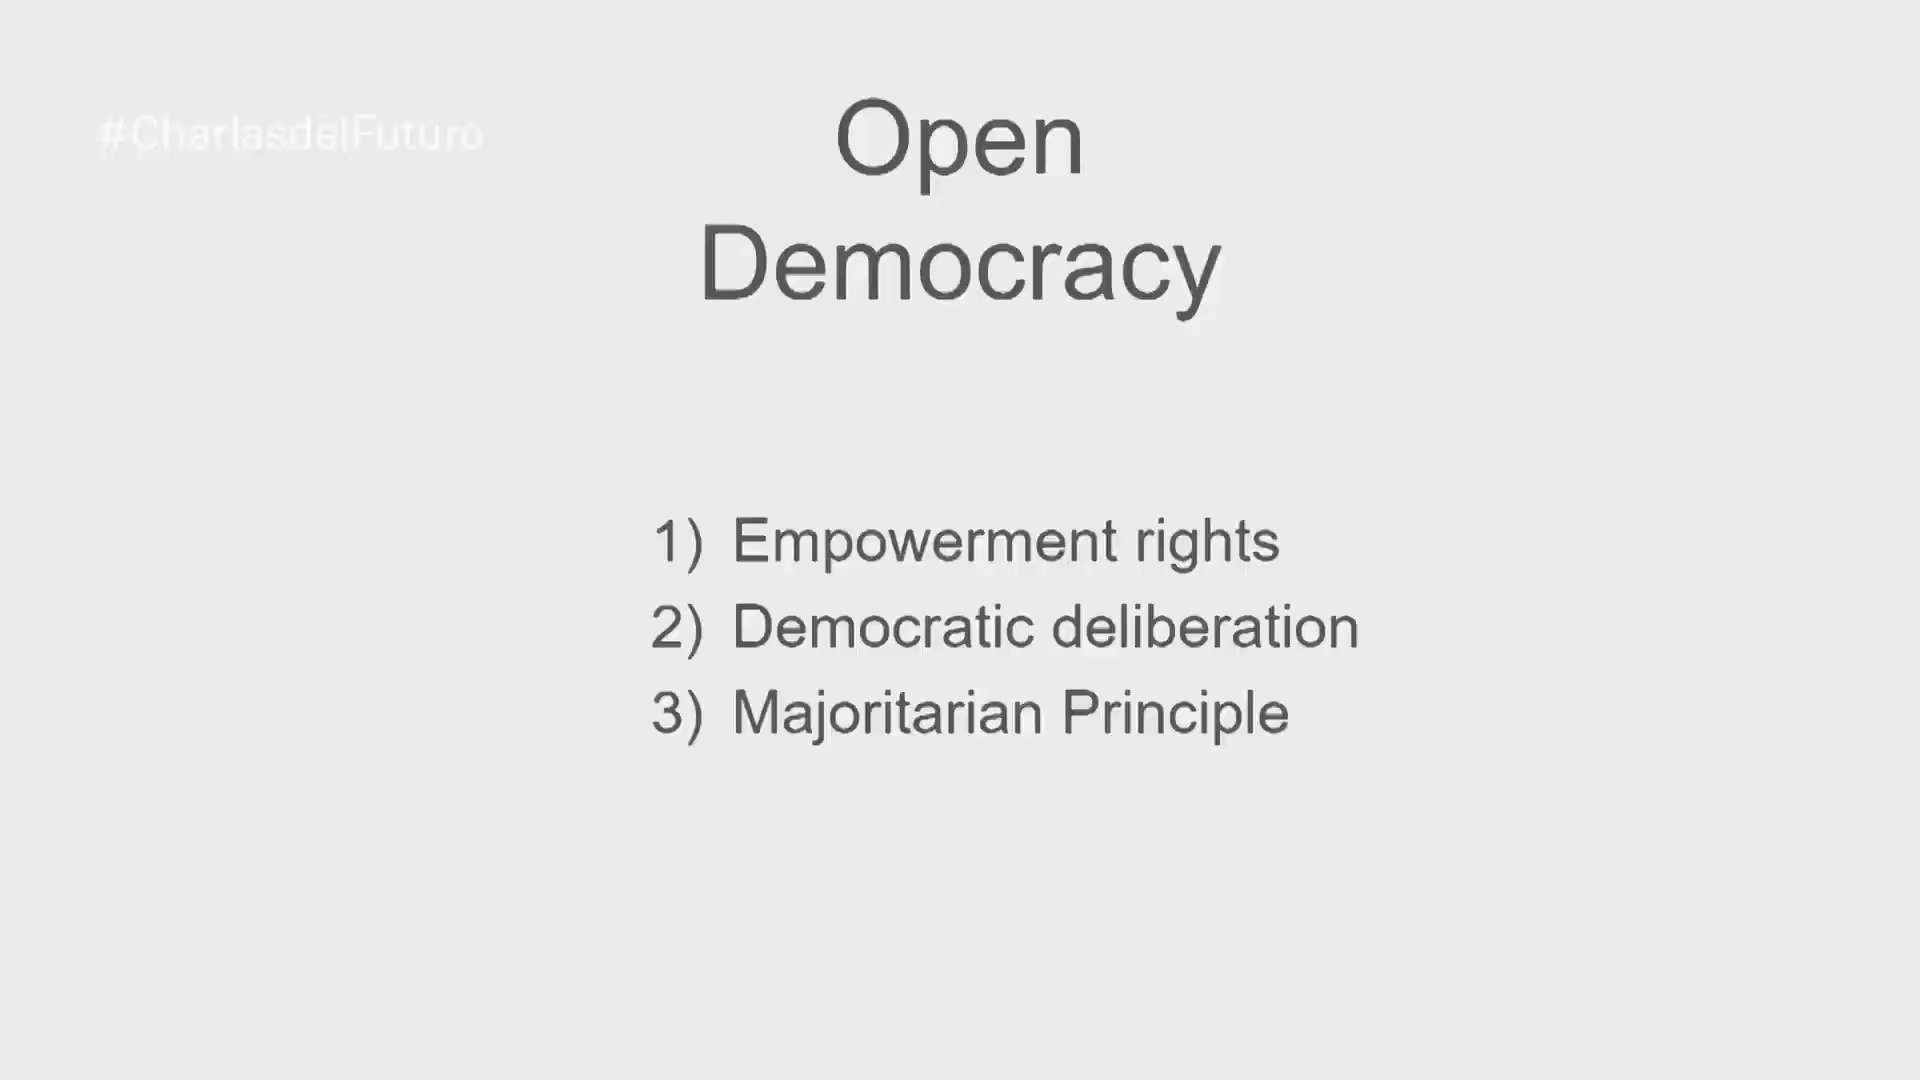 #CharlasdelFuturo
Open
Democracy
1) Empowerment rights
2) Democratic deliberation
3) Majoritarian Principle